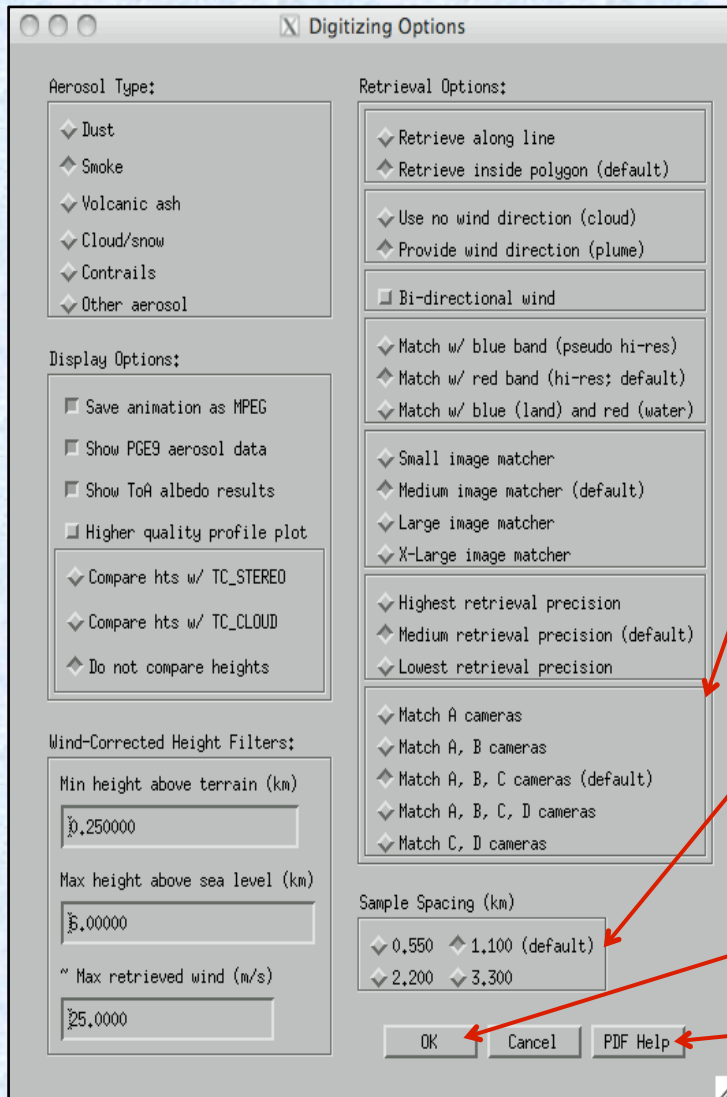 Digitizing Options
Aerosol Type:
Dust
Smoke
Volcanic ash
Cloud/snow
Contrails
Other aerosol
Display Options:
Save animation as MPEG
Show PGE9 aerosol data
Show ToA albedo results
Higher quality profile plot
Compare hts w/ TC_STEREO
Compare hts w/ TC_CLOUD
Do not compare heights
Wind-Corrected Height Filters:
Min height above terrain (km)
0.250000
Max height above sea level (km)
6.00000
~ Max retrieved wind (m/s)
25.0000
Retrieval Options:
Retrieve along line
Retrieve inside polygon (default)
Use no wind direction (cloud)
Provide wind direction (plume)
Bi-directional wind
Match w/ blue band (pseudo hi-res)
Match w/ red band (hi-res; default)
Match w/ blue (land) and red (water)
Small image matcher
Medium image matcher (default)
Large image matcher
X-Large image matcher
Highest retrieval precision
Medium retrieval precision (default)
Lowest retrieval precision
Match A cameras
Match A, B cameras
Match A, B, C cameras (default)
Match A, B, C, D cameras
Match C, D cameras
Sample Spacing (km)
0.550 1.100 (default)
2.200 3.300
OK Cancel PDF Help